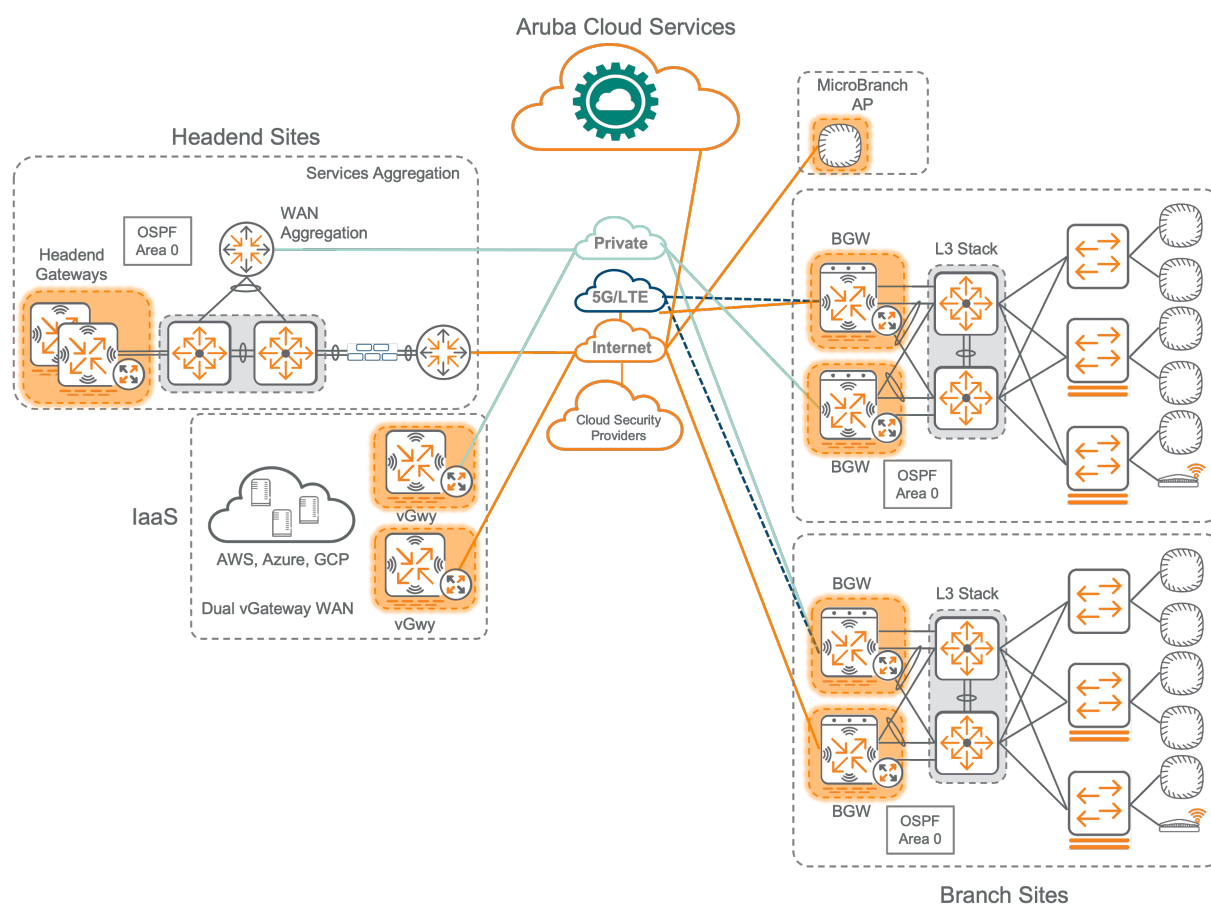 Aruba Cloud Services
MicroBranch
AP
Headend Sites
Services Aggregation
WAN
Aggregation
OSPF
Area 0
Headend
Gateways
Private
5G/LTE
Internet
Cloud Security
Providers
BGW
L3 Stack
BGW
OSPF
Area 0
IaaS
AWS, Azure, GCP
Dual vGateway WAN
vGwy
vGwy
BGW
L3 Stack
BGW
OSPF
Area 0
Branch Sites